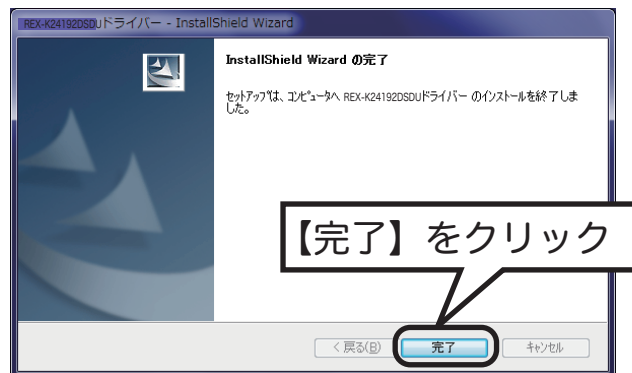 REX-K24192DSDUドライバー - InstallShield Wizard
InstallShield Wizard の完了
セットアップは、コンピュータへ REX-K24192DSDUドライバー のインストールを終了しま
した。
【完了】をクリック
< 戻る(B)
完了
キャンセル